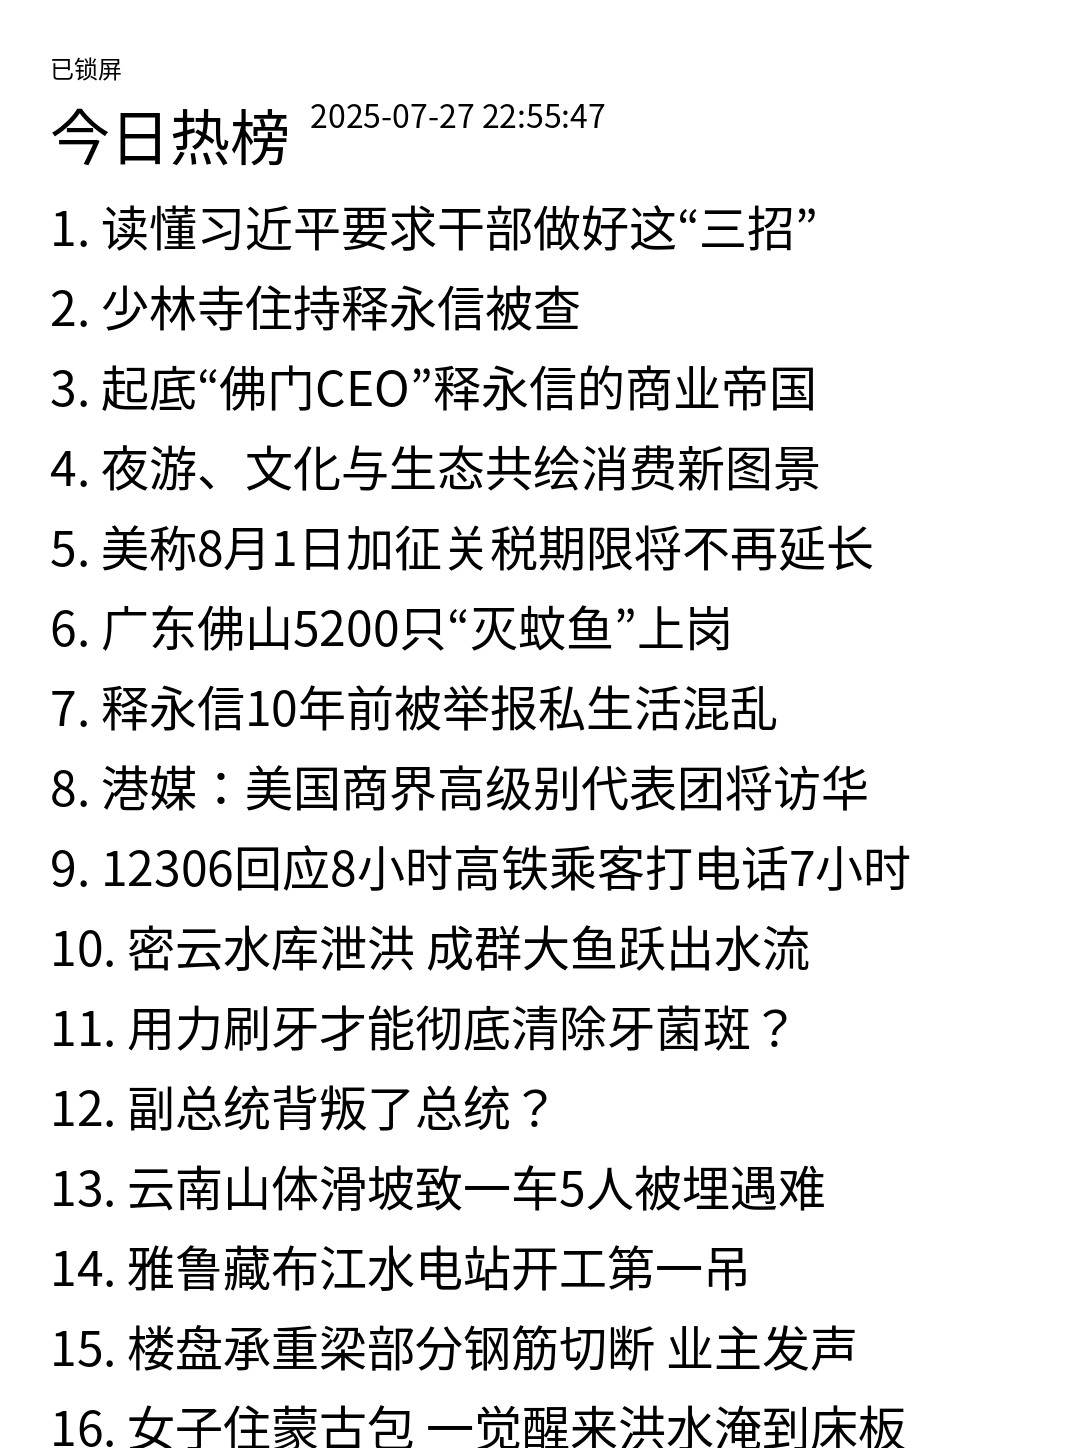 已锁屏
今日热榜 2025-07-27 22:55:47
1. 读懂习近平要求干部做好这“三招”
2. 少林寺住持释永信被查
3. 起底“佛门CEO”释永信的商业帝国
4. 夜游、文化与生态共绘消费新图景
5. 美称8月1日加征关税期限将不再延长
6. 广东佛山5200只“灭蚊鱼”上岗
7. 释永信10年前被举报私生活混乱
8. 港媒：美国商界高级别代表团将访华
9. 12306回应8小时高铁乘客打电话7小时
10. 密云水库泄洪 成群大鱼跃出水流
11. 用力刷牙才能彻底清除牙菌斑？
12. 副总统背叛了总统？
13. 云南山体滑坡致一车5人被埋遇难
14. 雅鲁藏布江水电站开工第一吊
15. 楼盘承重梁部分钢筋切断 业主发声
16. 女子住蒙古包 一觉醒来洪水淹到床板